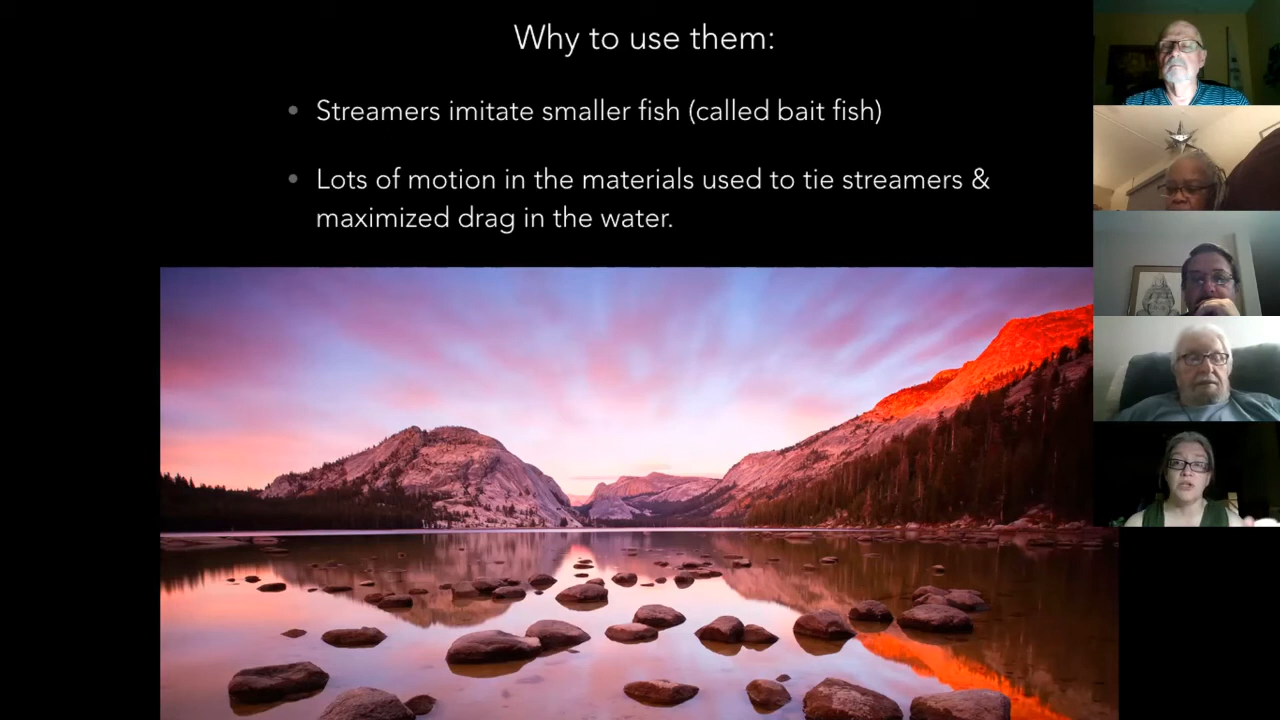 Why to use them:
Streamers imitate smaller fish (called bait fish)
Lots of motion in the materials used to tie streamers &
maximized drag in the water.